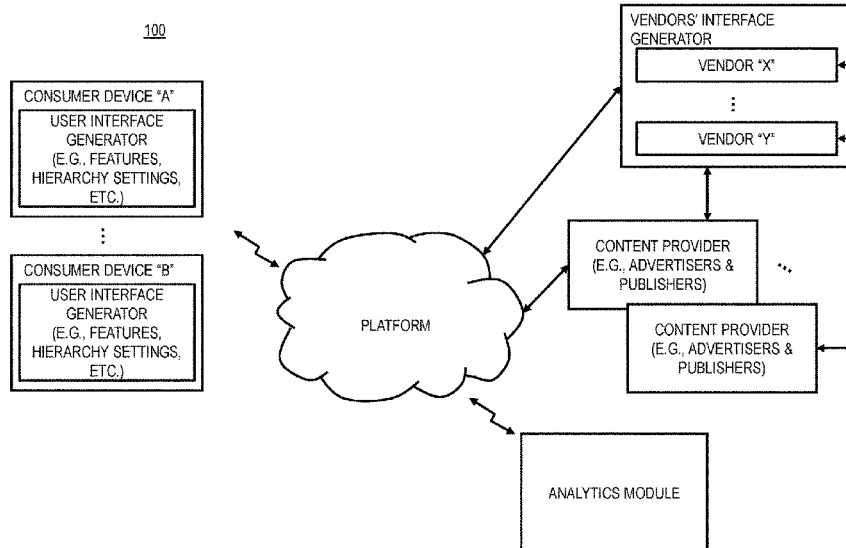 100
CONSUMER DEVICE "A"
USER INTERFACE
GENERATOR
(E.G., FEATURES,
HIERARCHY SETTINGS,
ETC.)
⋮
CONSUMER DEVICE "B"
USER INTERFACE
GENERATOR
(E.G., FEATURES,
HIERARCHY SETTINGS,
ETC.)
PLATFORM
VENDORS' INTERFACE
GENERATOR
VENDOR "X"
⋮
VENDOR "Y"
CONTENT PROVIDER
(E.G., ADVERTISERS &
PUBLISHERS)
...
CONTENT PROVIDER
(E.G., ADVERTISERS &
PUBLISHERS)
ANALYTICS MODULE